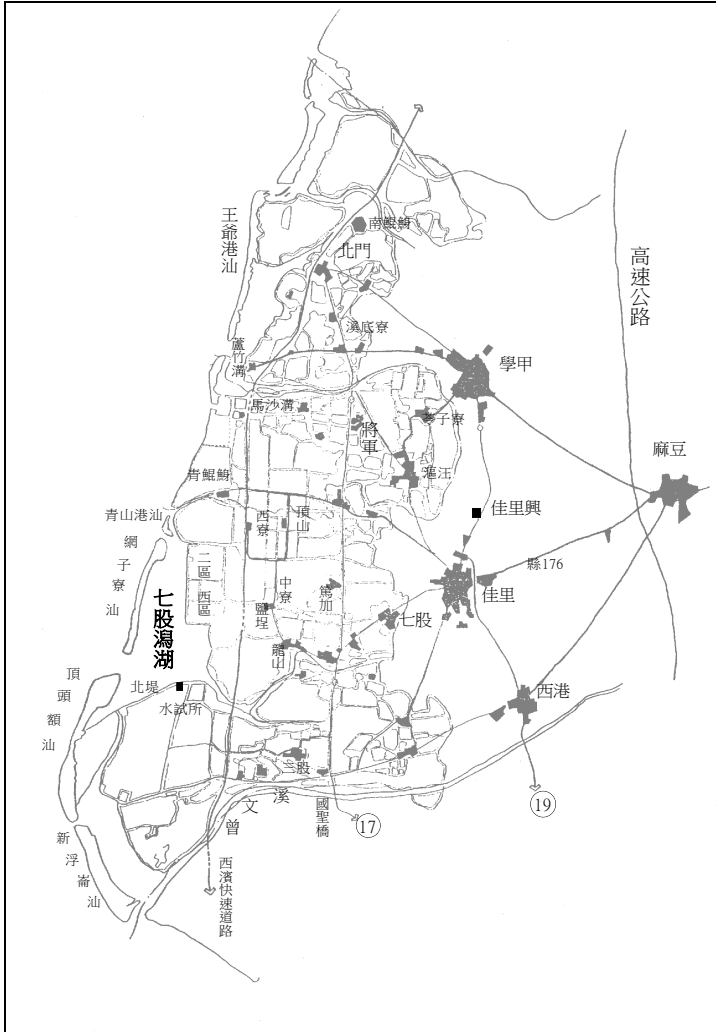 南鯤鯓
王爺港汕
北門
高速公路
溪底寮
蘆竹溝
學甲
馬沙溝
將軍
苓子寮
麻豆
漚汪
青鯤鯓
青山港汕
西寮
頂山
佳里興
網子寮汕
二區
西區
中寮
縣176
篤加
佳里
七股潟湖
鹽埕
七股
龍山
頂頭額汕
北堤
水試所
西港
三股
曾文溪
國聖橋
17
19
新浮崙汕
西濱快速道路